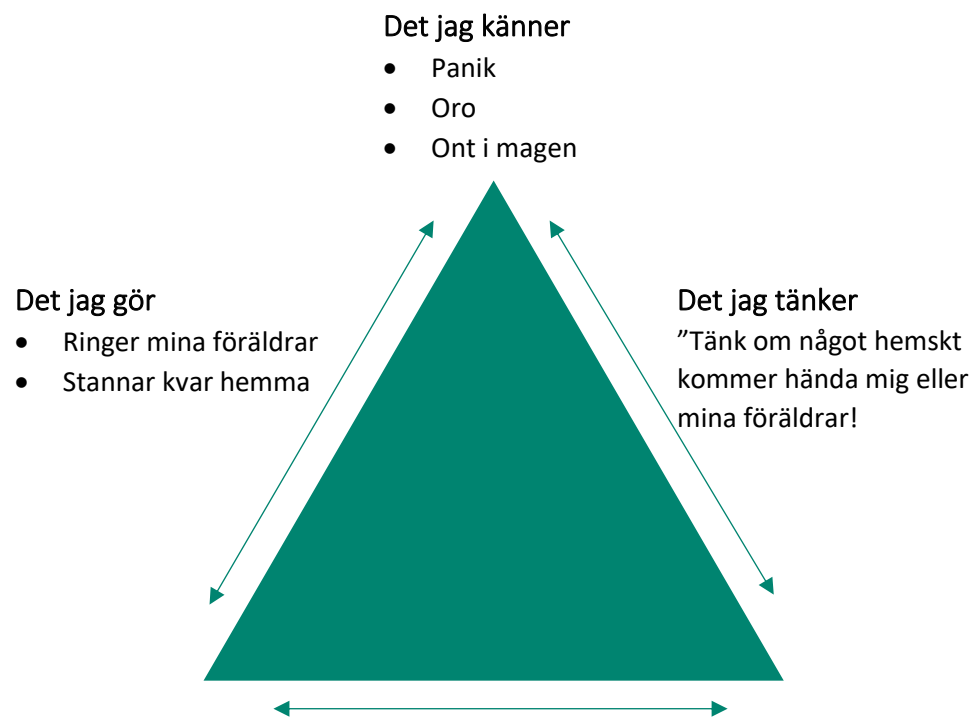 Det jag känner
• Panik
• Oro
• Ont i magen
Det jag gör
• Ringer mina föräldrar
• Stannar kvar hemma
Det jag tänker
”Tänk om något hemskt
kommer hända mig eller
mina föräldrar!